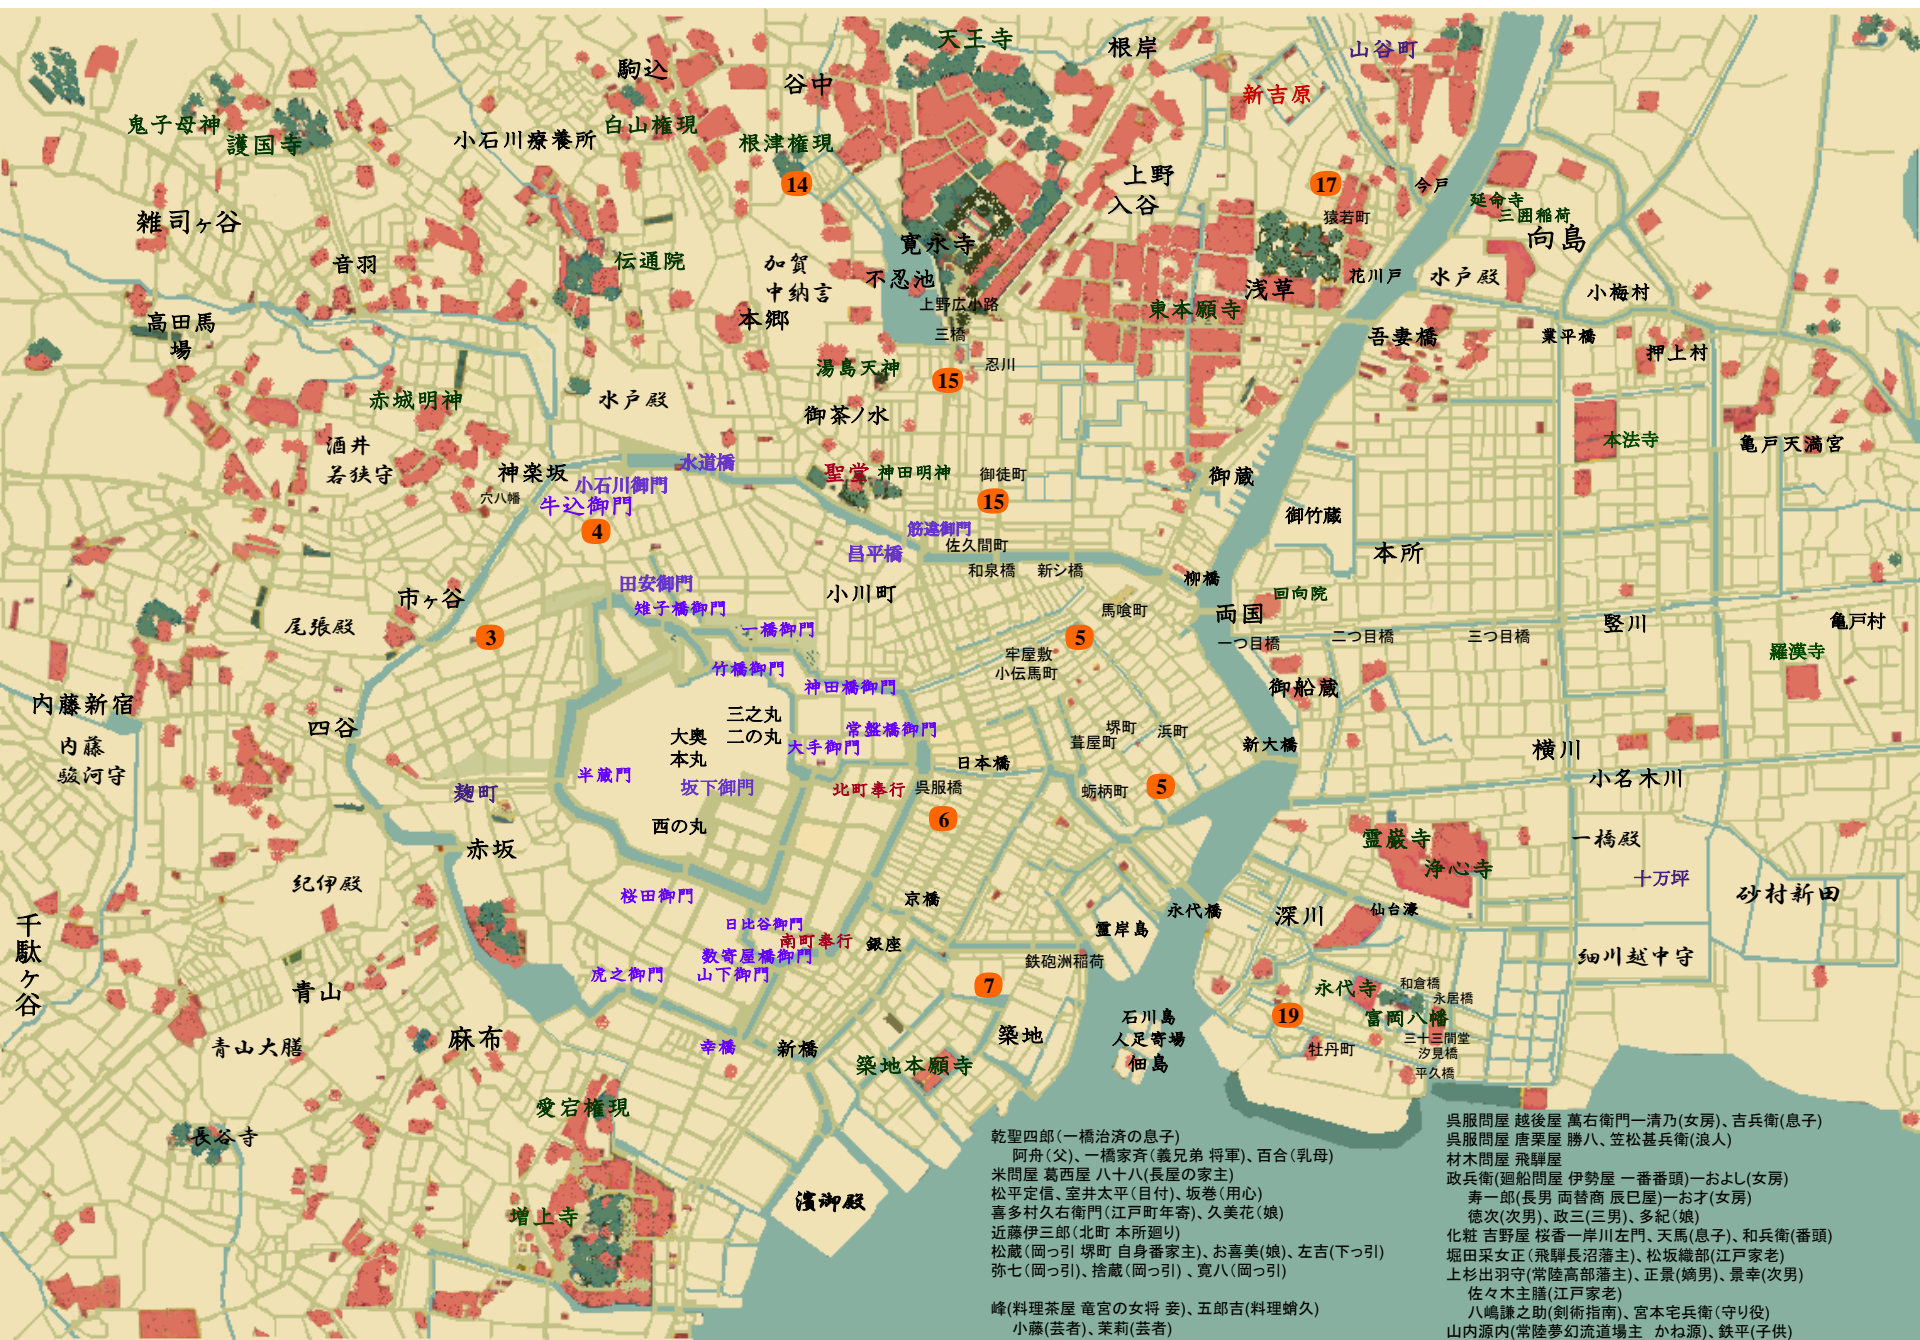 天王寺
根岸
山谷町
駒込
谷中
新吉原
鬼子母神
護国寺
小石川療養所
白山権現
根津権現
14
上野
入谷
17
今戸
猿若町
延命寺
三囲稲荷
向島
雑司ヶ谷
音羽
伝通院
加賀
中納言
寛永寺
不忍池
上野広小路
三橋
本郷
浅草
花川戸
水戸殿
小梅村
東本願寺
吾妻橋
業平橋
押上村
高田馬
場
湯島天神
15
忍川
赤城明神
水戸殿
御茶ノ水
酒井
若狭守
神楽坂
穴八幡
水道橋
小石川御門
牛込御門
4
聖堂
神田明神
御徒町
15
御蔵
本法寺
亀戸天満宮
筋違御門
昌平橋
佐久間町
和泉橋
新シ橋
御竹蔵
本所
柳橋
田安御門
雉子橋御門
一橋御門
小川町
馬喰町
両国
回向院
市ヶ谷
尾張殿
3
竹橋御門
神田橋御門
5
牢屋敷
小伝馬町
一つ目橋
二つ目橋
三つ目橋
竪川
亀戸村
羅漢寺
御船蔵
内藤新宿
内藤
駿河守
四谷
三之丸
二の丸
大奥
本丸
常盤橋御門
大手御門
堺町
葺屋町
浜町
新大橋
横川
小名木川
半蔵門
坂下御門
北町奉行
呉服橋
日本橋
蛎柄町
5
麹町
西の丸
6
赤坂
霊巌寺
浄心寺
一橋殿
十万坪
砂村新田
紀伊殿
桜田御門
京橋
日比谷御門
南町奉行
銀座
数寄屋橋御門
虎之御門
山下御門
霊岸島
永代橋
深川
仙台濠
細川越中守
鉄砲洲稲荷
千駄ヶ谷
青山
青山大膳
麻布
7
築地
石川島
人足寄場
佃島
永代寺
和倉橋
永居橋
富岡八幡
19
三十三間堂
汐見橋
牡丹町
平久橋
幸橋
新橋
築地本願寺
愛宕権現
長谷寺
増上寺
濱御殿
乾聖四郎(一橋治済の息子)
阿舟(父)、一橋家斉(義兄弟 将軍)、百合(乳母)
米問屋 葛西屋 八十八(長屋の家主)
松平定信、室井太平(目付)、坂巻(用心)
喜多村久右衛門(江戸町年寄)、久美花(娘)
近藤伊三郎(北町 本所廻り)
松蔵(岡っ引 堺町 自身番家主)、お喜美(娘)、左吉(下っ引)
弥七(岡っ引)、捨蔵(岡っ引) 、寛八(岡っ引)
峰(料理茶屋 竜宮の女将 妾)、五郎吉(料理蛸久)
小藤(芸者)、茉莉(芸者)
呉服問屋 越後屋 萬右衛門ー清乃(女房)、吉兵衛(息子)
呉服問屋 唐栗屋 勝八、笠松甚兵衛(浪人)
材木問屋 飛騨屋
政兵衛(廻船問屋 伊勢屋 一番番頭)ーおよし(女房)
寿一郎(長男 両替商 辰巳屋)ーお才(女房)
徳次(次男)、政三(三男)、多紀(娘)
化粧 吉野屋 桜香ー岸川左門、天馬(息子)、和兵衛(番頭)
堀田采女正(飛騨長沼藩主)、松坂織部(江戸家老)
上杉出羽守(常陸高部藩主)、正景(嫡男)、景幸(次男)
佐々木主膳(江戸家老)
八嶋謙之助(剣術指南)、宮本宅兵衛(守り役)
山内源内(常陸夢幻流道場主 かね源)、鉄平(子供)